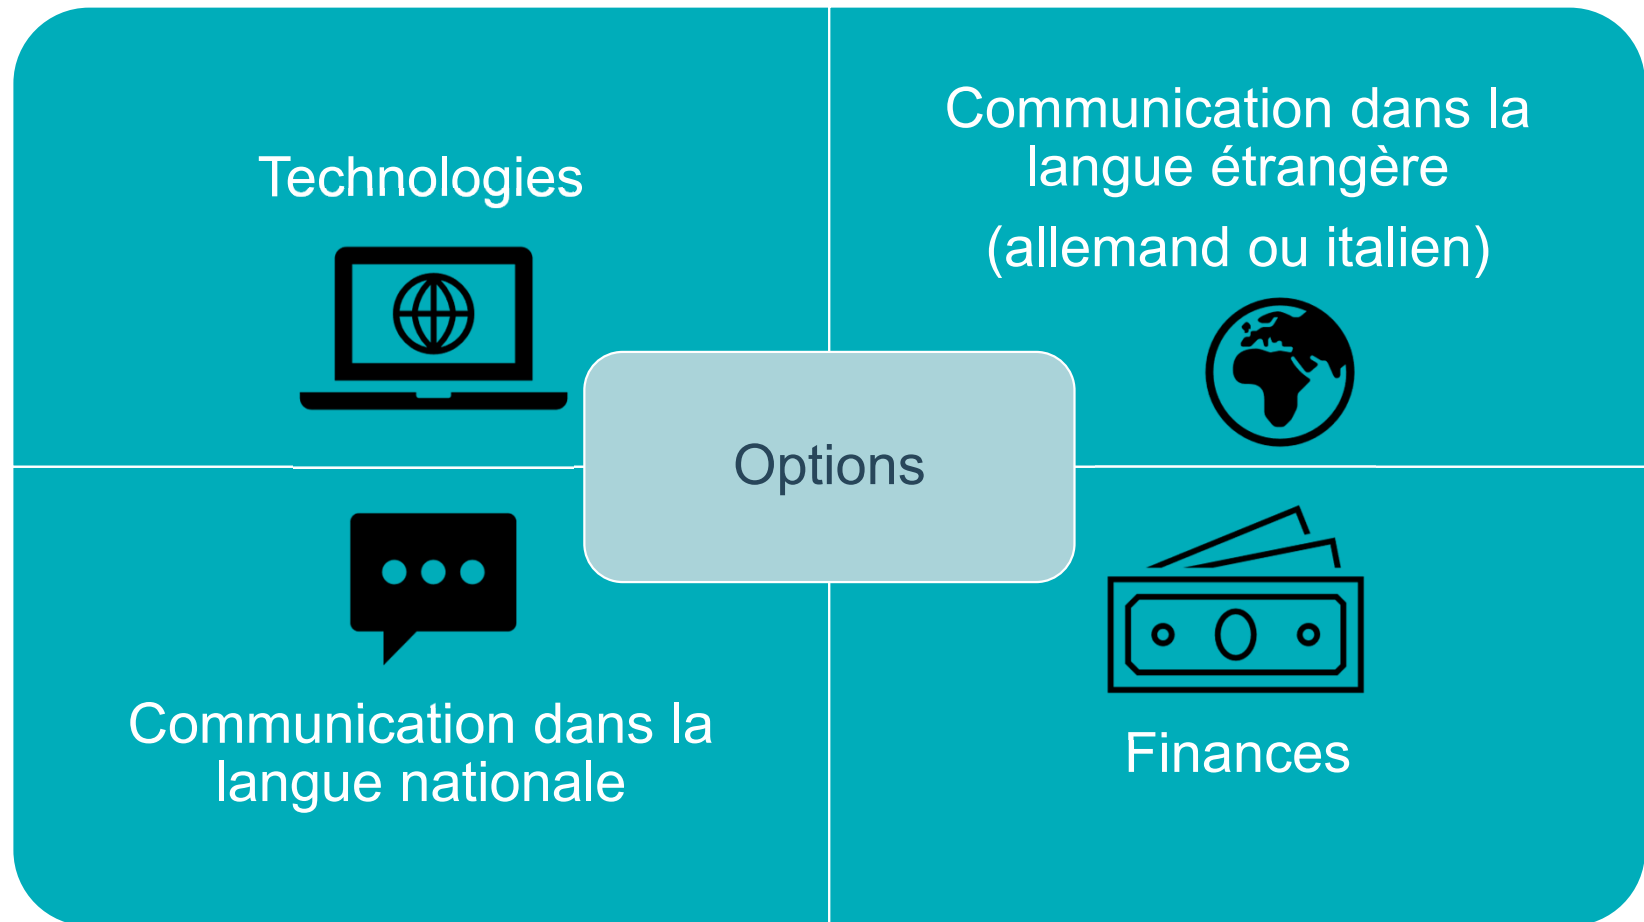 Technologies
Communication dans la
langue étrangère
(allemand ou italien)
Options
Communication dans la
langue nationale
Finances